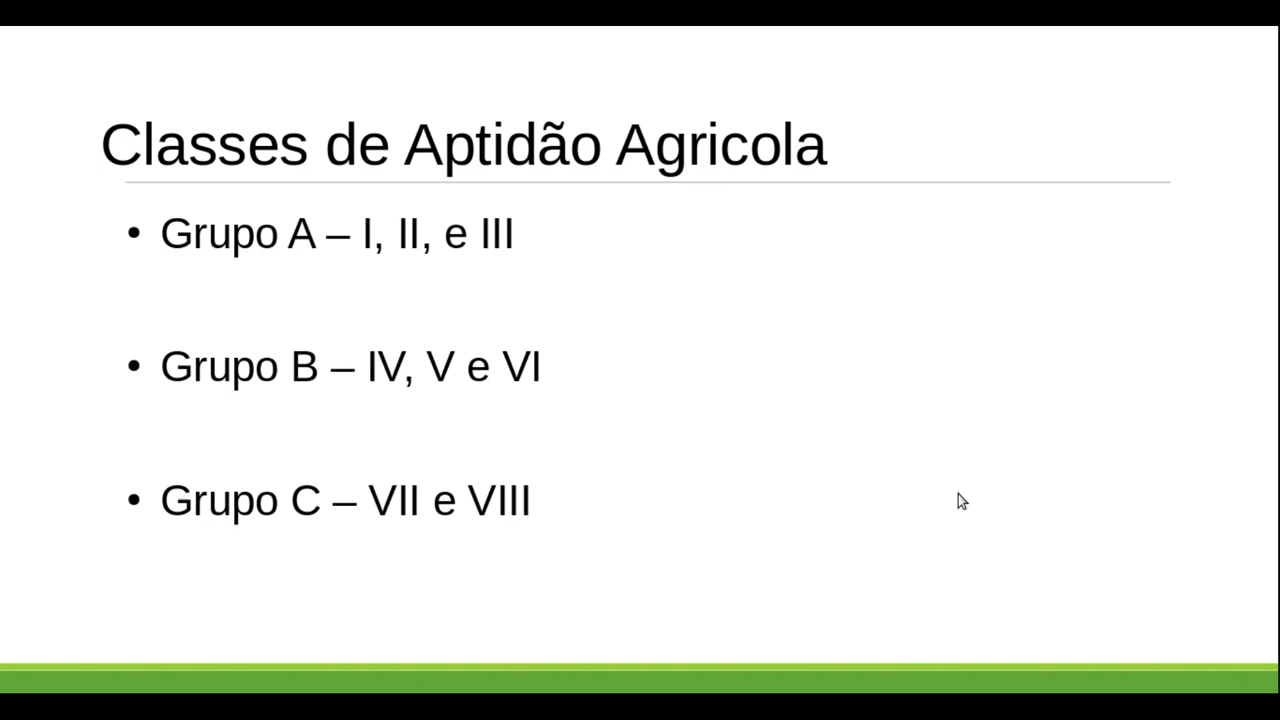 Classes de Aptidão Agricola
• Grupo A – I, II, e III
• Grupo B – IV, V e VI
• Grupo C – VII e VIII